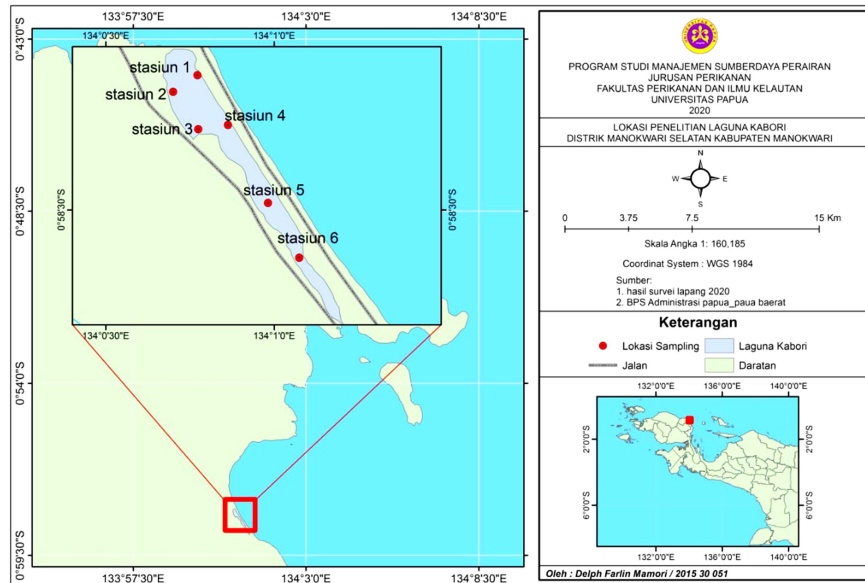 133°57'30"E
134°3'30"E
134°8'30"E
0°43'0"S
0°48'30"S
0°54'0"S
0°59'30"S
134°0'30"E
134°1'0"E
stasiun 1
stasiun 2
stasiun 3
stasiun 4
stasiun 5
stasiun 6
0°58'30"S
0°58'30"S
134°0'30"E
134°1'0"E
133°57'30"E
134°3'30"E
134°8'30"E
PROGRAM STUDI MANAJEMEN SUMBERDAYA PERAIRAN
JURUSAN PERIKANAN
FAKULTAS PERIKANAN DAN ILMU KELAUTAN
UNIVERSITAS PAPUA
2020
LOKASI PENELITIAN LAGUNA KABORI
DISTRIK MANOKWARI SELATAN KABUPATEN MANOKWARI
N
W E
S
0 3.75 7.5 15 Km
Skala Angka 1: 160,185
Coordinat System : WGS 1984
Sumber:
1. hasil survei lapang 2020
2. BPS Administrasi papua_paua baerat
Keterangan
Lokasi Sampling
Laguna Kabori
Jalan
Daratan
132°0'0"E 136°0'0"E 140°0'0"E
2°0'0"S
6°0'0"S
2°0'0"S
6°0'0"S
132°0'0"E 136°0'0"E 140°0'0"E
Oleh : Delph Farlin Mamori / 2015 30 051